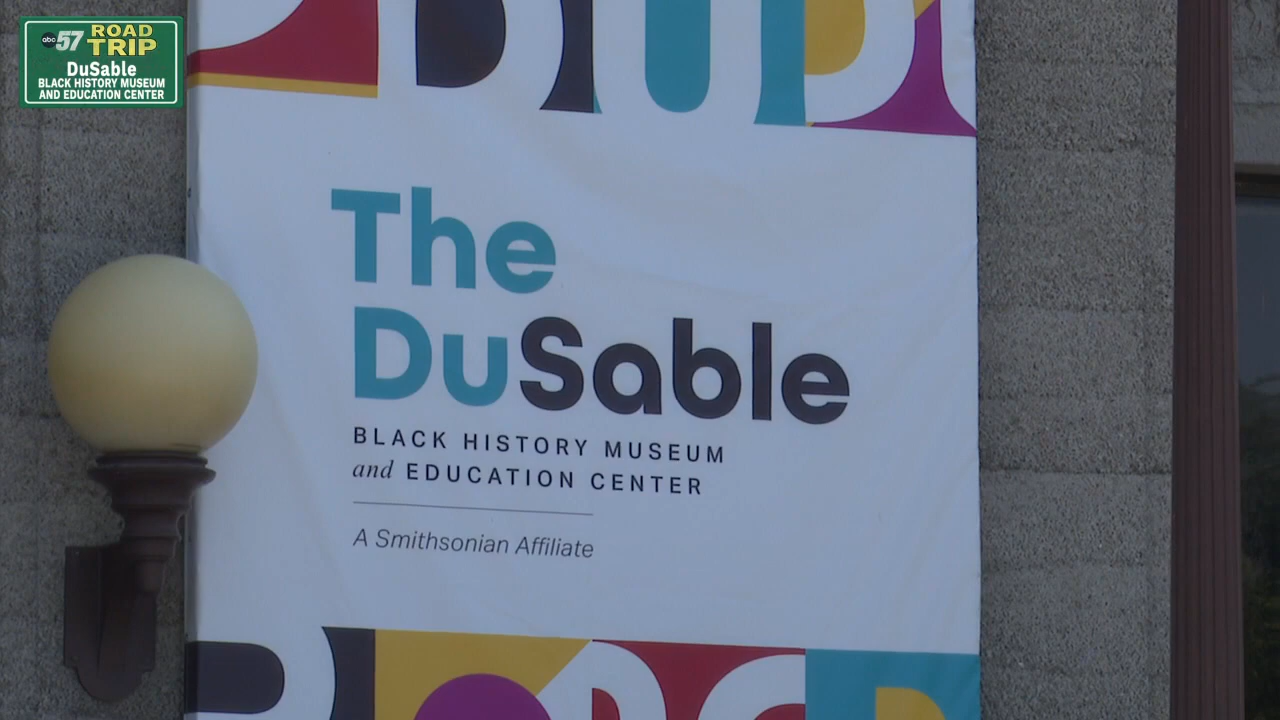 abc 57 ROAD TRIP
DuSable
BLACK HISTORY MUSEUM
AND EDUCATION CENTER
The
DuSable
BLACK HISTORY MUSEUM
and EDUCATION CENTER
A Smithsonian Affiliate